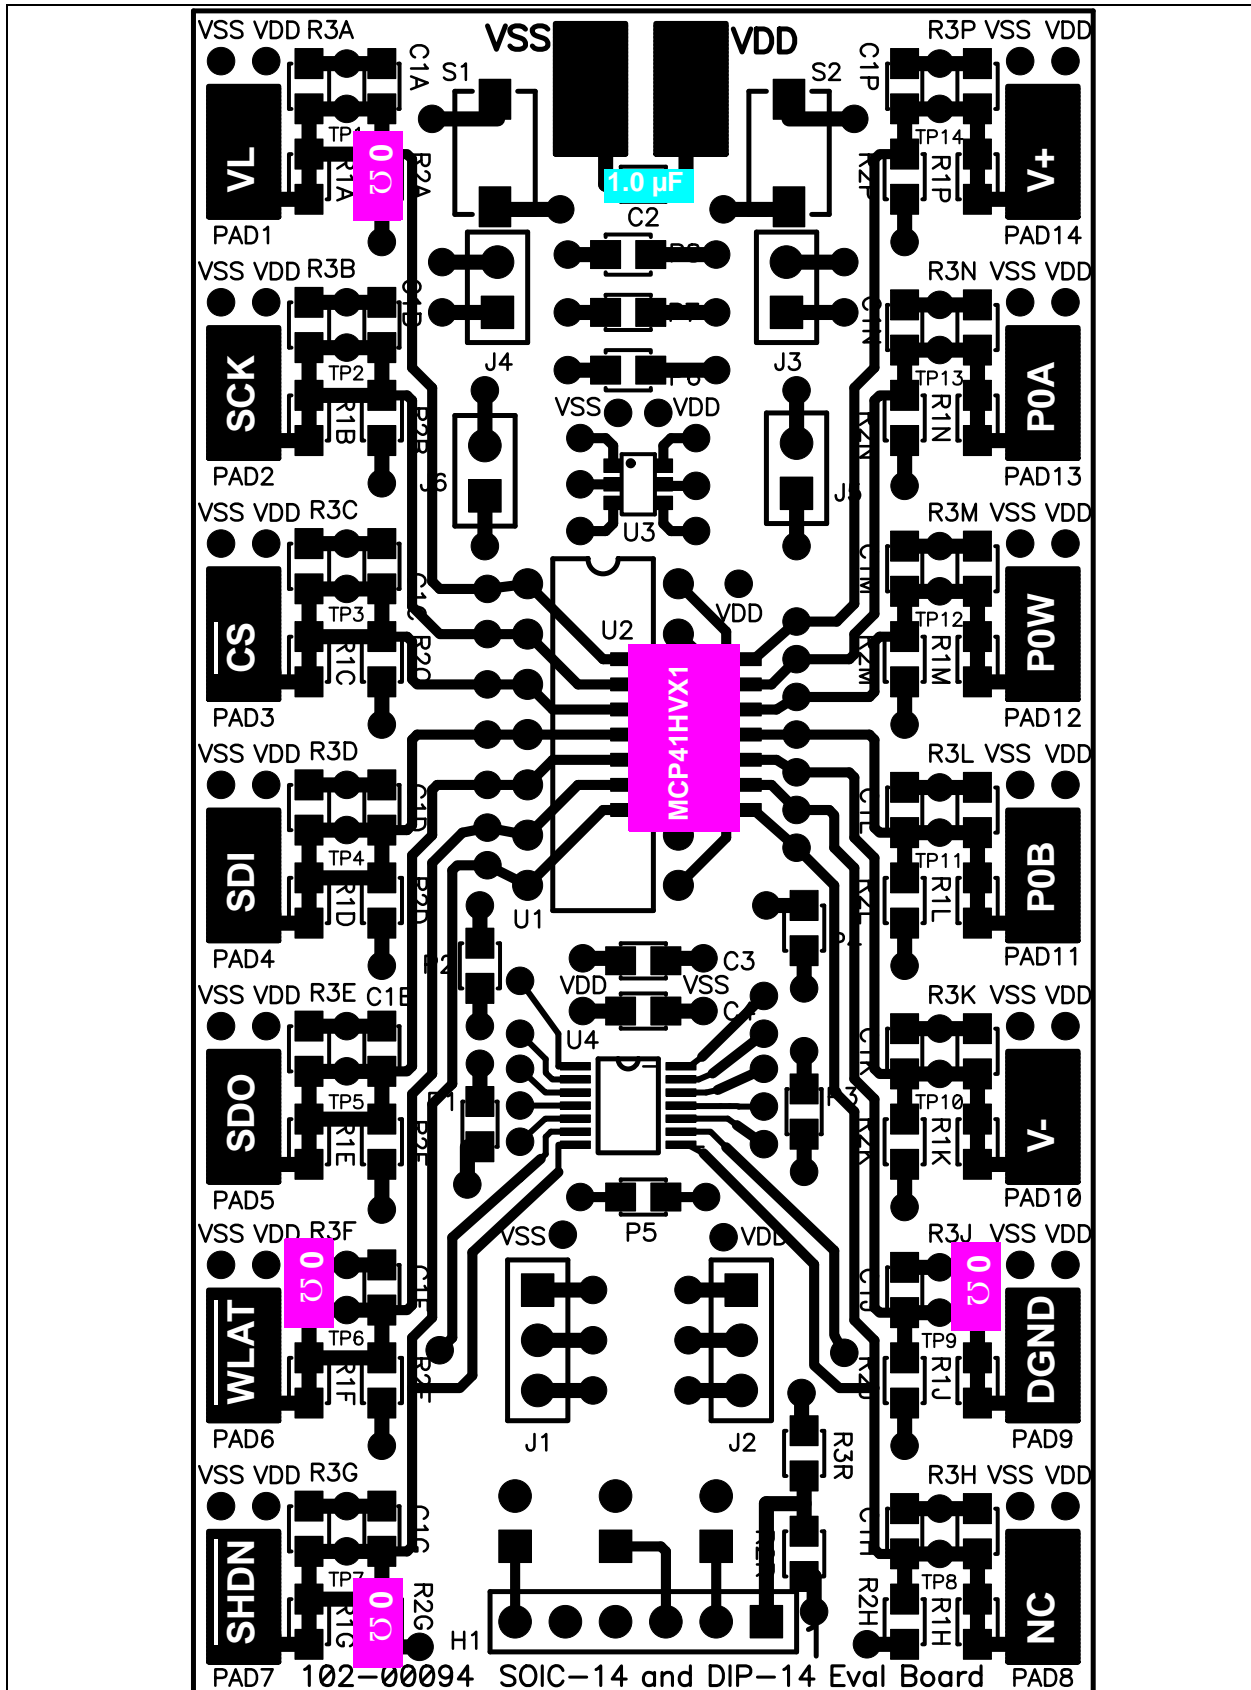 VSS VDD R3A VSS VDD R3P VSS VDD
C1A S1 S2 C1P
VL TP1 R1A 0 Ω R2A 1.0 µF C2 R2P TP14 R1P V+
PAD1 PAD14
VSS VDD R3B J4 J3 R3N VSS VDD
C1N
SCK TP2 R1B R2B VSS VDD R2N TP13 R1N P0A
PAD2 J6 J5 PAD13
VSS VDD R3C U3 R3M VSS VDD
C1M
CS TP3 R1C R2C U2 VDD R2M TP12 R1M P0W
MCP41HVX1
PAD3 PAD12
VSS VDD R3D R3L VSS VDD
C1D C1L
SDI TP4 R1D R2D U1 R2L TP11 R1L P0B
PAD4 P2 C3 PAD11
VDD VSS
VSS VDD R3E C1E U4 C4 R3K VSS VDD
C1K
SDO TP5 R1E R2E P1 P3 R2K TP10 R1K V-
PAD5 P5 PAD10
VSS VDD R3F VSS VDD R3J VSS VDD
0 Ω C1F C1J 0 Ω
WLAT TP6 R1F R2F R2J TP9 R1J DGND
PAD6 J1 J2 R3R PAD9
VSS VDD R3G R3H VSS VDD
C1G C1H
SHDN TP7 R1G 0 Ω R2G H1 R2R R2H TP8 R1H NC
PAD7 102-00094 SOIC-14 and DIP-14 Eval Board PAD8